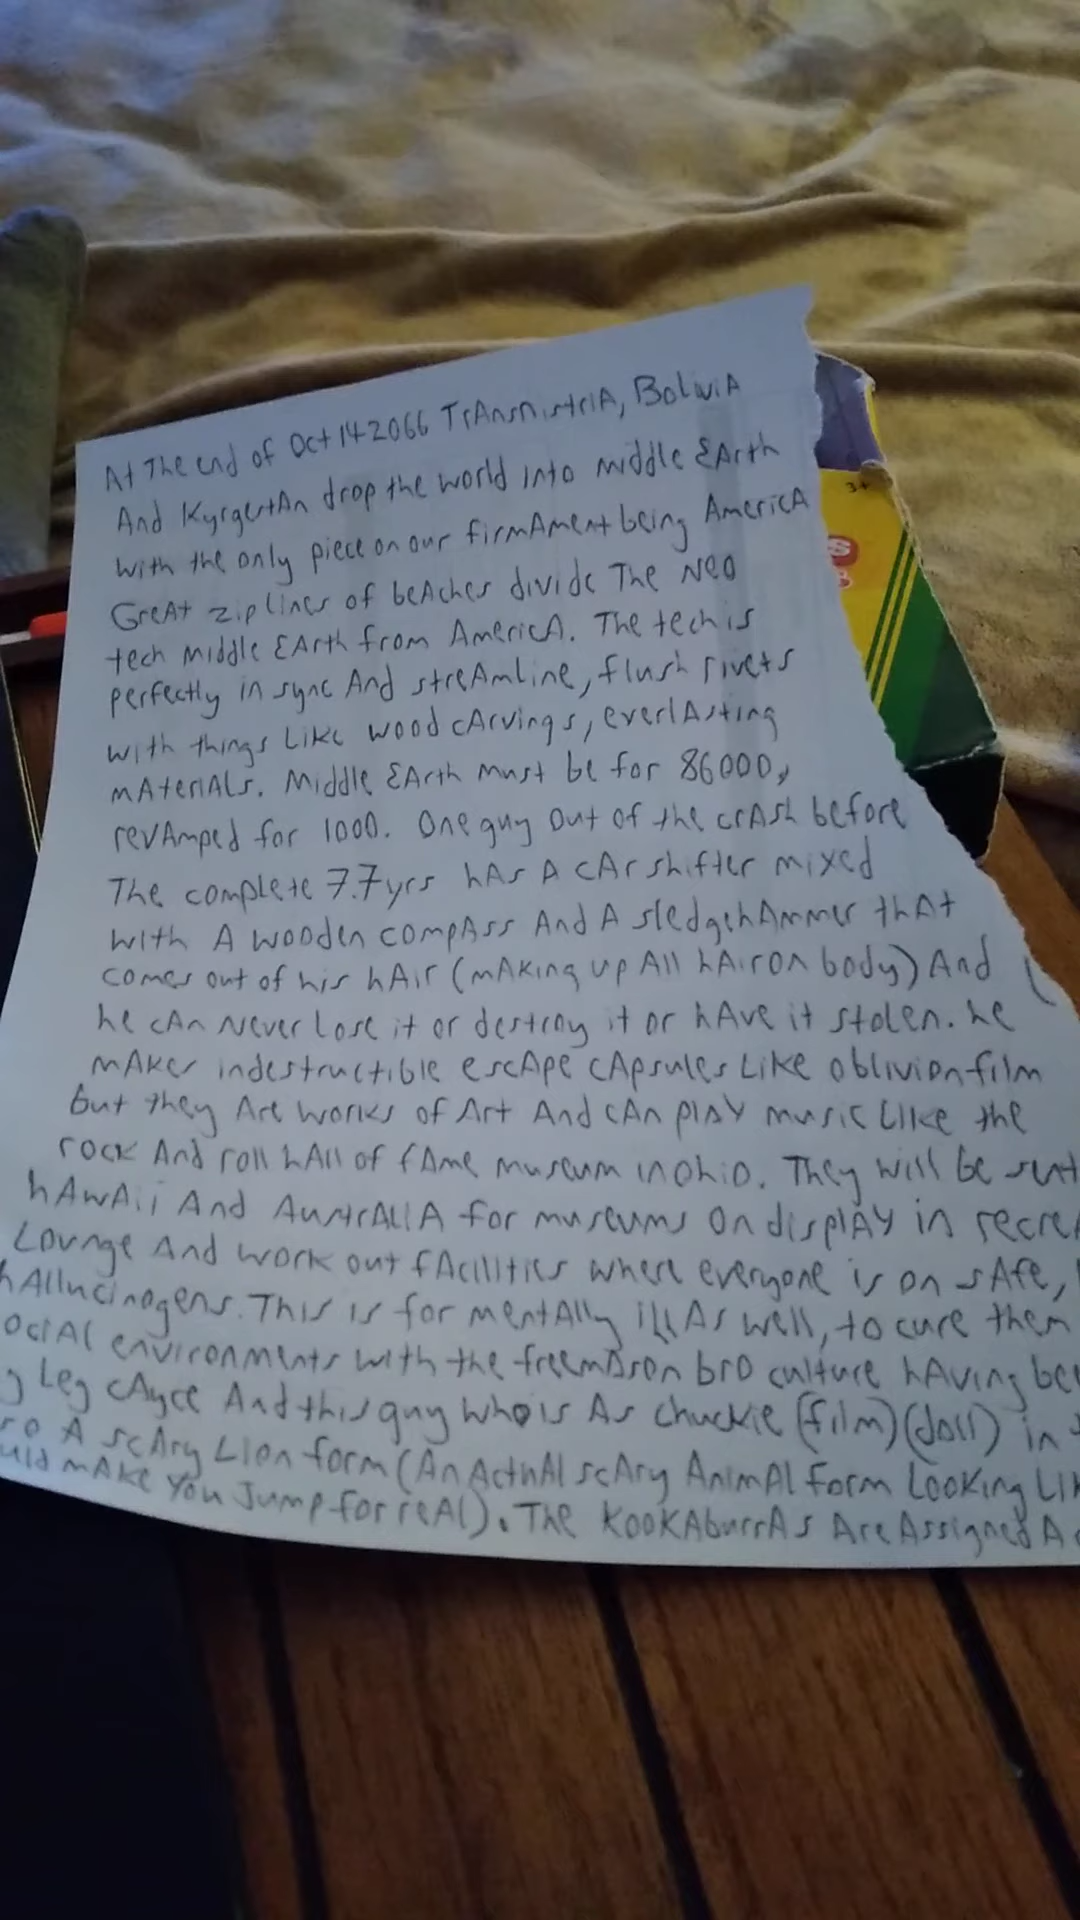 At The end of Oct 14 2066 TrAnsnistriA, BoliviA
And KyrgestAn drop the world into middle EArth
with the only piece on our firmAment being AmericA
GreAt ziplines of beAches divide The Neo
tech middle EArth from AmericA. The tech is
perfectly in sync And streAmline, flush rivets
with things Like wood cArvings, everlAsting
mAteriAls. Middle EArth must be for 86000,
revAmped for 1000. One guy out of the crAsh before
The complete 7.7yrs hAs A cAr shifter mixed
with A wooden compAss And A sledgehAmmer thAt
comes out of his hAir (mAking up All hAir on body) And
he cAn Never Lose it or destroy it or hAve it stolen. he
mAkes indestructible escApe cApsules Like oblivion film
but they Are works of Art And cAn plAy music Like the
rock And roll hAll of fAme museum in Ohio. They will be sent
hAwAii And AustrAliA for museums on displAy in recre
Lounge And work out fAcilities where everyone is on sAfe,
hAllucinogens. This is for mentAlly ill As well, to cure them
ociAl environments with the freemAson bro culture hAving be
g Leg cAyce And this guy who is As Chuckie (film) (doll) in
so A scAry Lion form (An ActuAl scAry AnimAl form Looking Lik
uld mAke you Jump for reAl). The KookAburrAs Are Assigned A
3+